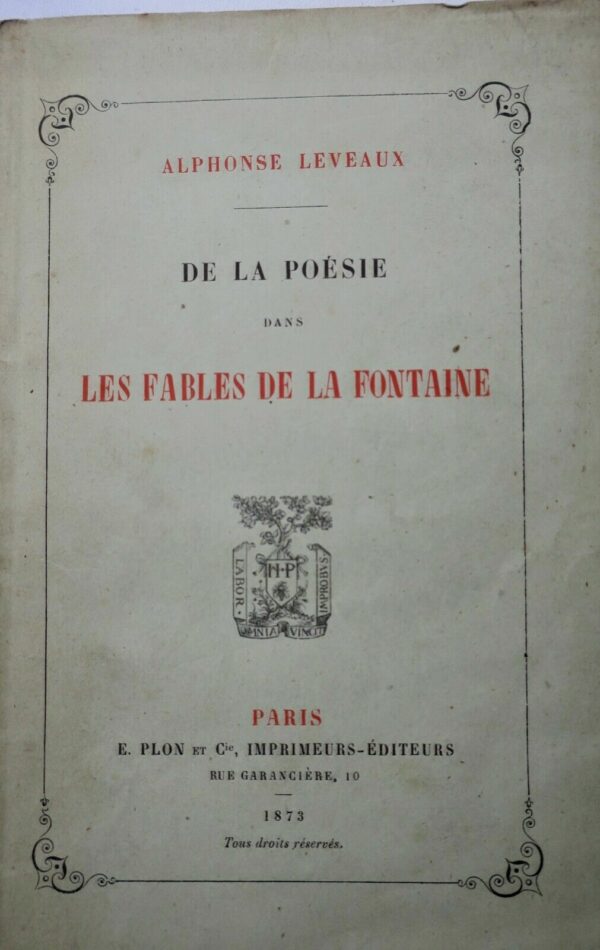 ALPHONSE LEVEAUX
DE LA POÉSIE
DANS
LES FABLES DE LA FONTAINE
H·P
LABOR · OMNIA VINCIT IMPROBVS
PARIS
E. PLON ET Cie, IMPRIMEURS-ÉDITEURS
RUE GARANCIÈRE, 10
1873
Tous droits réservés.